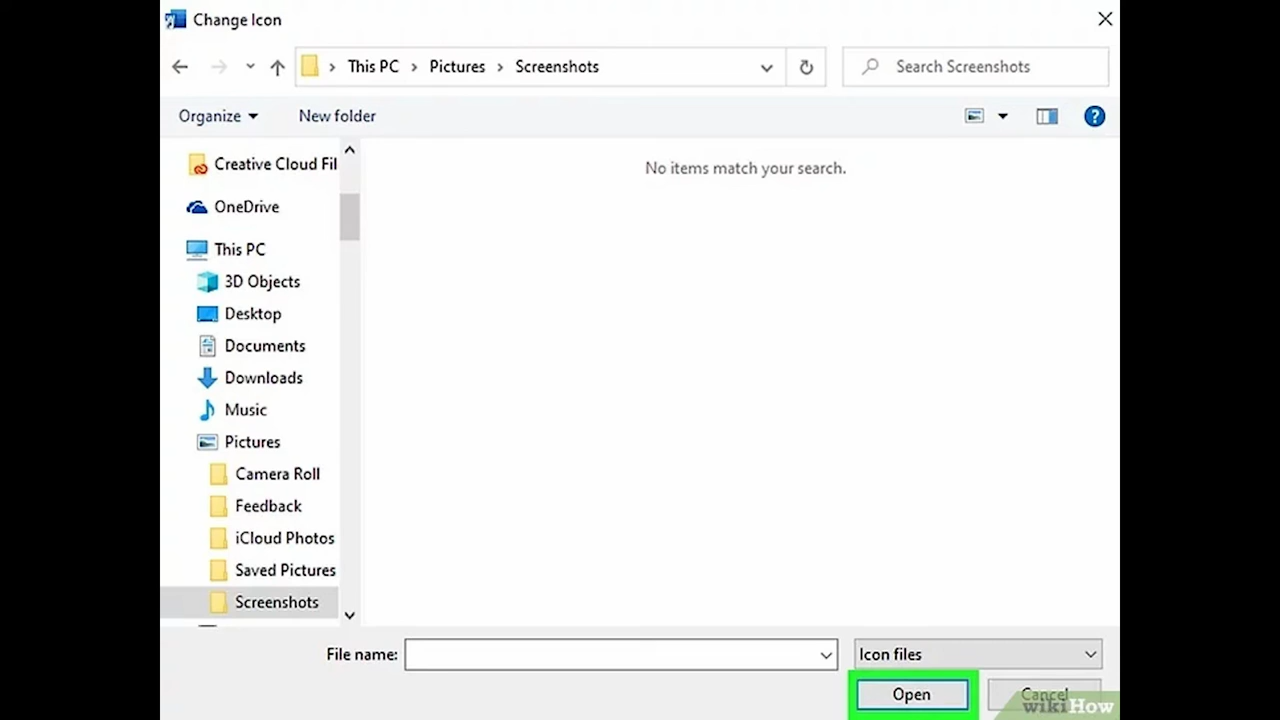 Change Icon
This PC
Pictures
Screenshots
Search Screenshots
Organize
New folder
Creative Cloud Fil
No items match your search.
OneDrive
This PC
3D Objects
Desktop
Documents
Downloads
Music
Pictures
Camera Roll
Feedback
iCloud Photos
Saved Pictures
Screenshots
File name:
Icon files
Open
Cancel
wikiHow